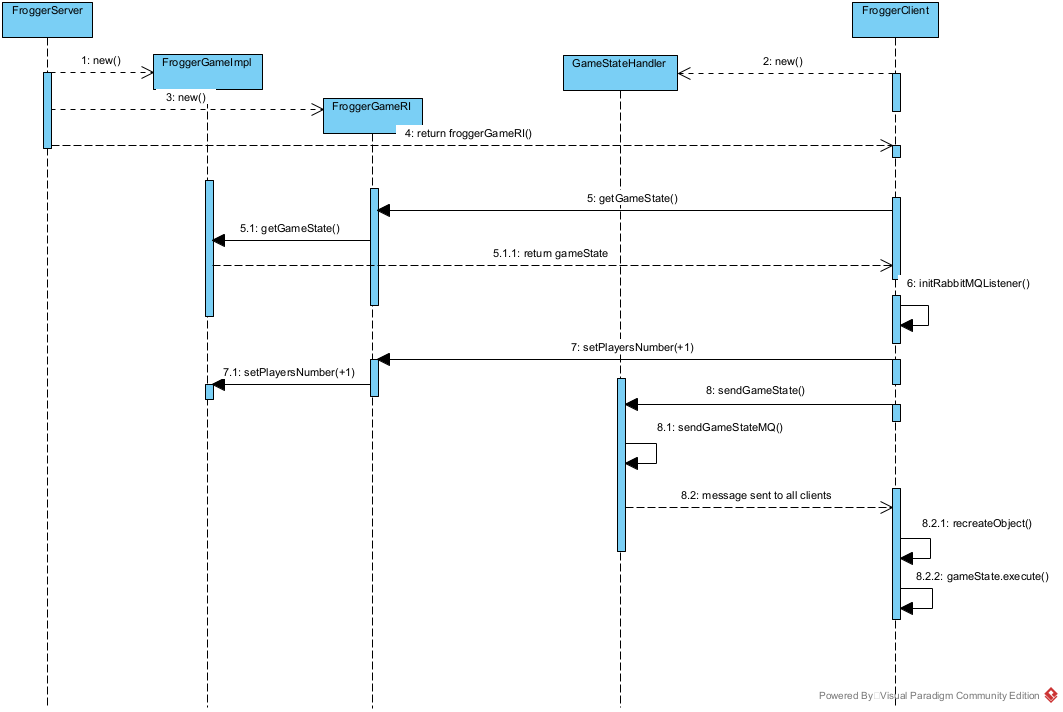 FroggerServer
FroggerClient
1: new()
FroggerGameImpl
GameStateHandler
2: new()
3: new()
FroggerGameRI
4: return froggerGameRI()
5: getGameState()
5.1: getGameState()
5.1.1: return gameState
6: initRabbitMQListener()
7: setPlayersNumber(+1)
7.1: setPlayersNumber(+1)
8: sendGameState()
8.1: sendGameStateMQ()
8.2: message sent to all clients
8.2.1: recreateObject()
8.2.2: gameState.execute()
Powered By Visual Paradigm Community Edition